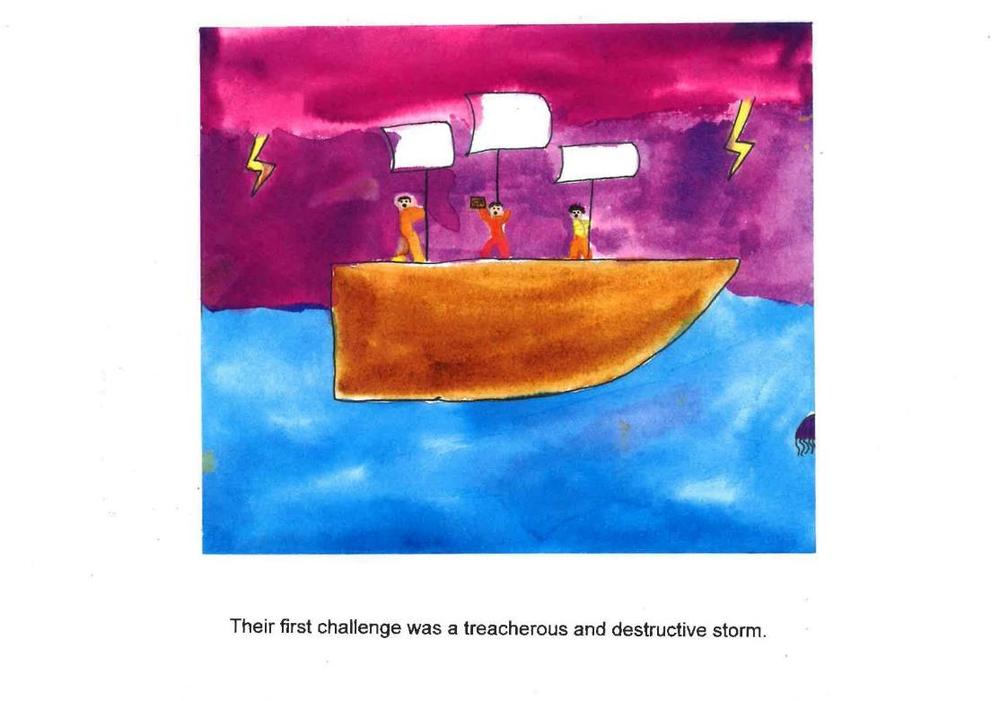 Their first challenge was a treacherous and destructive storm.